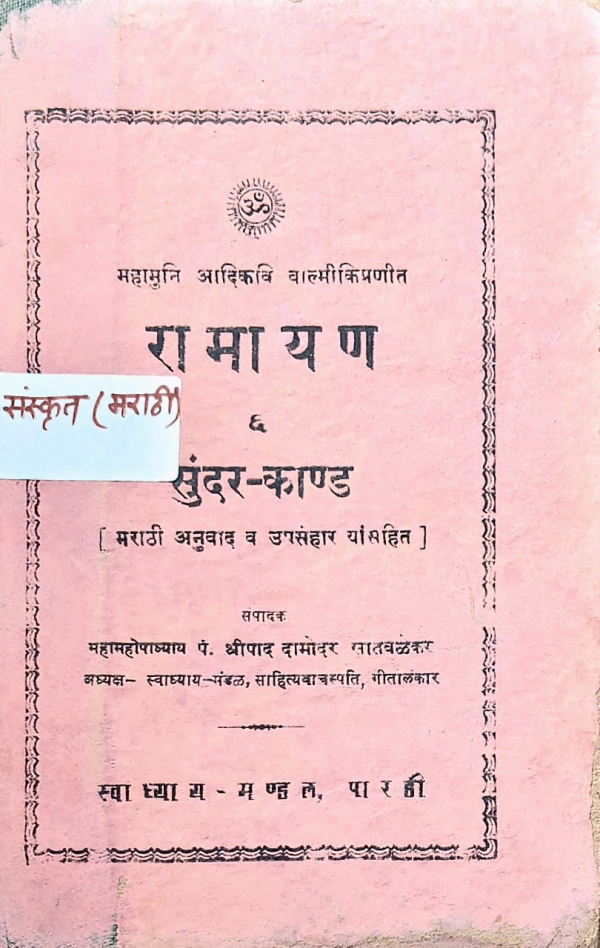 ॐ
महामुनि आदिकवि वाल्मीकिप्रणीत
रामायण
संस्कृत (मराठी)
६
सुंदर-काण्ड
[ मराठी अनुवाद व उपसंहार यांसहित ]
संपादक
महामहोपाध्याय पं. श्रीपाद दामोदर सातवळेकर
अध्यक्ष- स्वाध्याय-मंडळ, साहित्यवाचस्पति, गीतालंकार
स्वाध्याय-मण्डल, पारडी